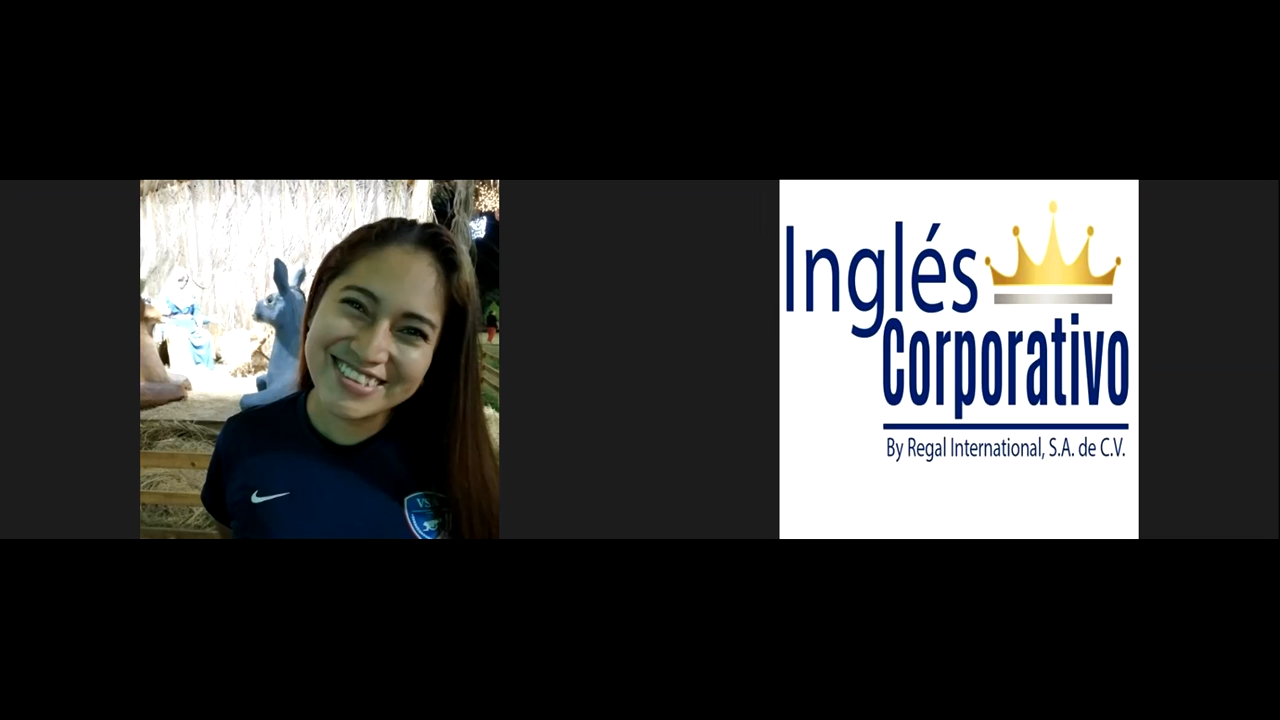 Inglés
Corporativo
By Regal International, S.A. de C.V.